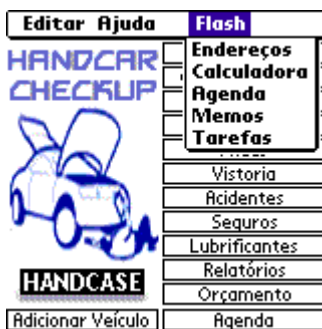 Editar Ajuda Flash
Endereços
Calculadora
Agenda
Memos
Tarefas
HANDCAR
CHECKUP
Vistoria
Acidentes
Seguros
Lubrificantes
Relatórios
HANDCASE
Orçamento
Adicionar Veículo
Agenda